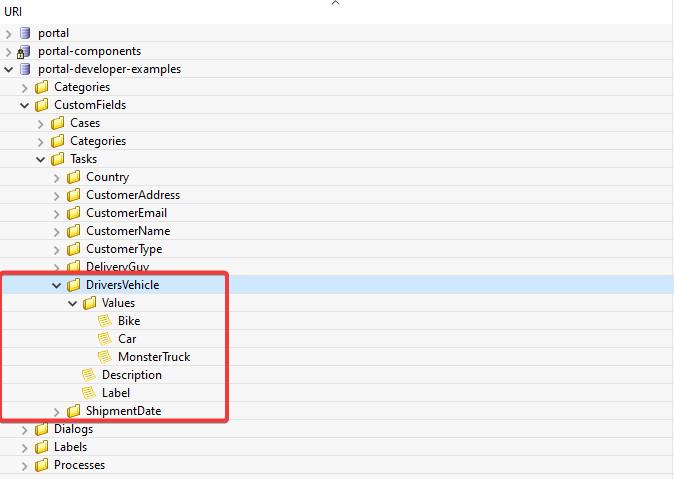 URI
portal
portal-components
portal-developer-examples
Categories
CustomFields
Cases
Categories
Tasks
Country
CustomerAddress
CustomerEmail
CustomerName
CustomerType
DeliveryGuy
DriversVehicle
Values
Bike
Car
MonsterTruck
Description
Label
ShipmentDate
Dialogs
Labels
Processes